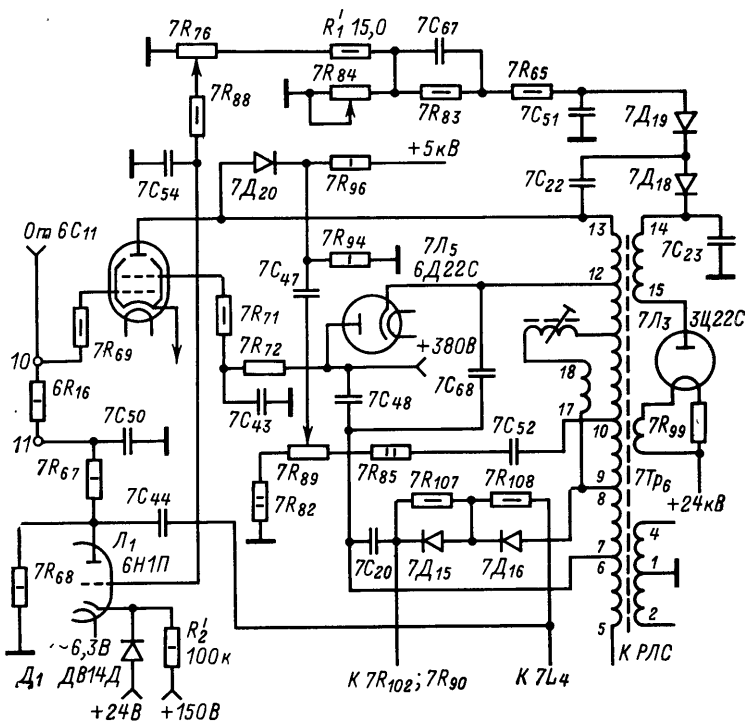 7R76
R1' 15,0
7C67
7R84
7R65
7R88
7R83
7C51
7Д19
+5кВ
7C54
7Д20
7R96
7C22
7Д18
От 6C11
13
14
7R94
7C23
7Л5
6Д22С
7C47
12
15
7R71
7Л3
3Ц22С
+380В
7R69
7R72
10
18
7C68
6R16
7C43
7C48
17
10
7C50
7C52
7R99
11
7R89
7R85
7R67
7R107
7R108
9
7Тр6
7C44
7R82
8
+24кВ
Л1
6Н1П
4
7C20
7Д15
7Д16
7
7R68
6
1
R2'
100к
2
~6,3В
5
Д1
ДВ14Д
К РЛС
К 7R102; 7R90
К 7L4
+24В
+150В